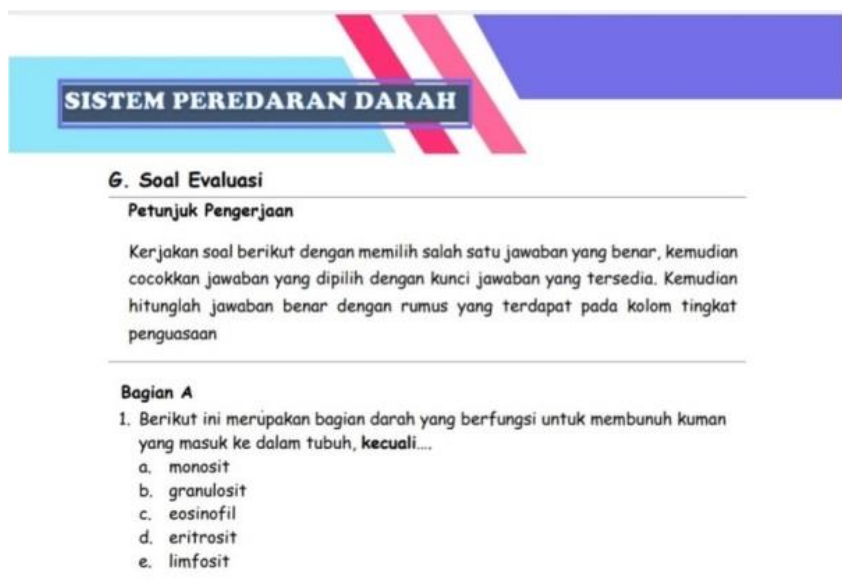 SISTEM PEREDARAN DARAH
G. Soal Evaluasi
Petunjuk Pengerjaan
Kerjakan soal berikut dengan memilih salah satu jawaban yang benar, kemudian
cocokkan jawaban yang dipilih dengan kunci jawaban yang tersedia. Kemudian
hitunglah jawaban benar dengan rumus yang terdapat pada kolom tingkat
penguasaan
Bagian A
1. Berikut ini merupakan bagian darah yang berfungsi untuk membunuh kuman
yang masuk ke dalam tubuh, kecuali....
a. monosit
b. granulosit
c. eosinofil
d. eritrosit
e. limfosit